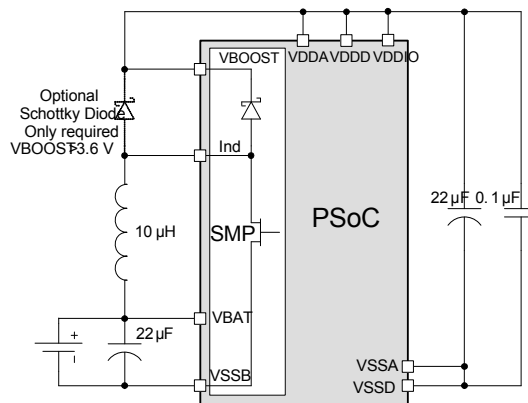 VBOOST
VDDA VDDD VDDIO
Optional
Schottky Diode
Only required
VBOOST>3.6 V
Ind
22 µF 0.1 µF
10 µH
SMP
PSoC
VBAT
22 µF
+
VSSA
VSSB
VSSD